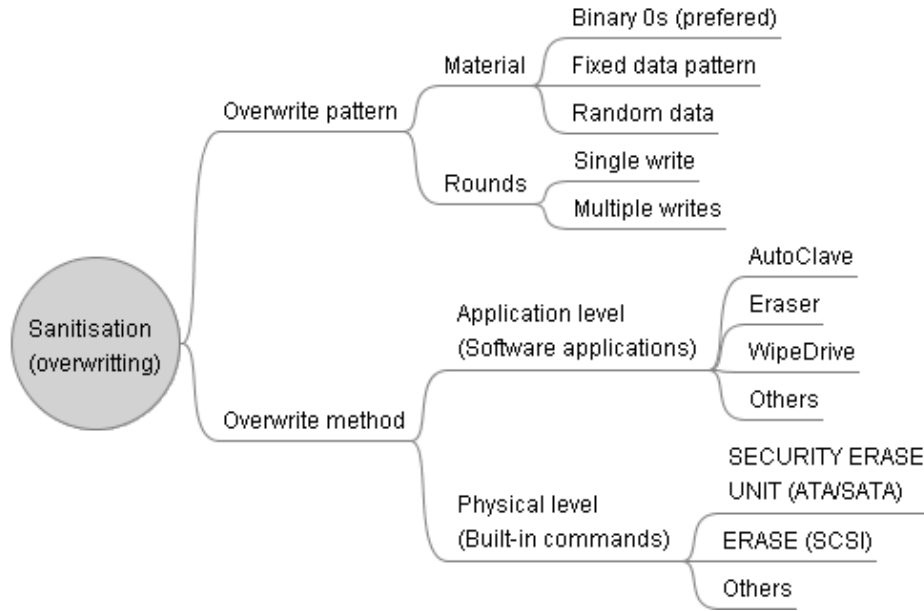 Binary 0s (prefered)
Material
Fixed data pattern
Overwrite pattern
Random data
Single write
Rounds
Multiple writes
AutoClave
Sanitisation
(overwritting)
Application level
(Software applications)
Eraser
WipeDrive
Others
Overwrite method
SECURITY ERASE
UNIT (ATA/SATA)
Physical level
(Built-in commands)
ERASE (SCSI)
Others